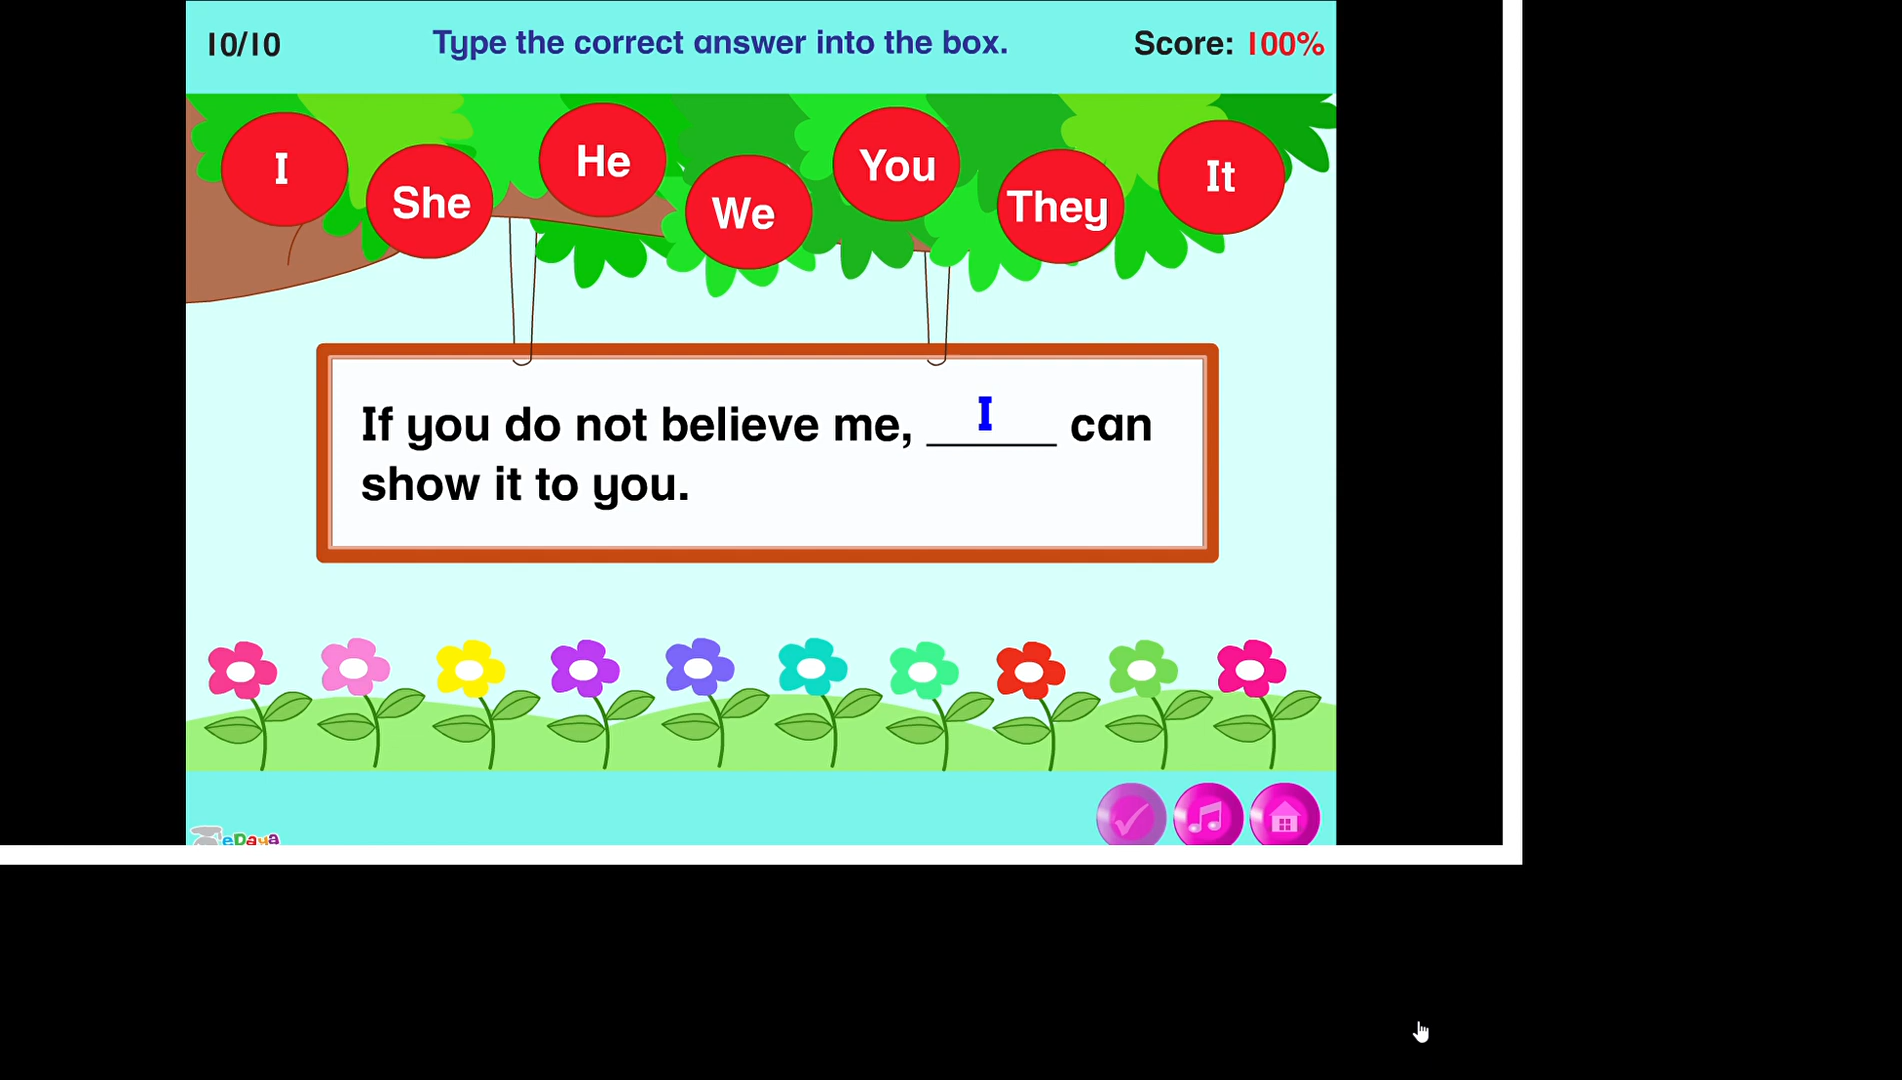 10/10 Type the correct answer into the box. Score: 100%
I She He We You They It
If you do not believe me, I can
show it to you.
eDaya